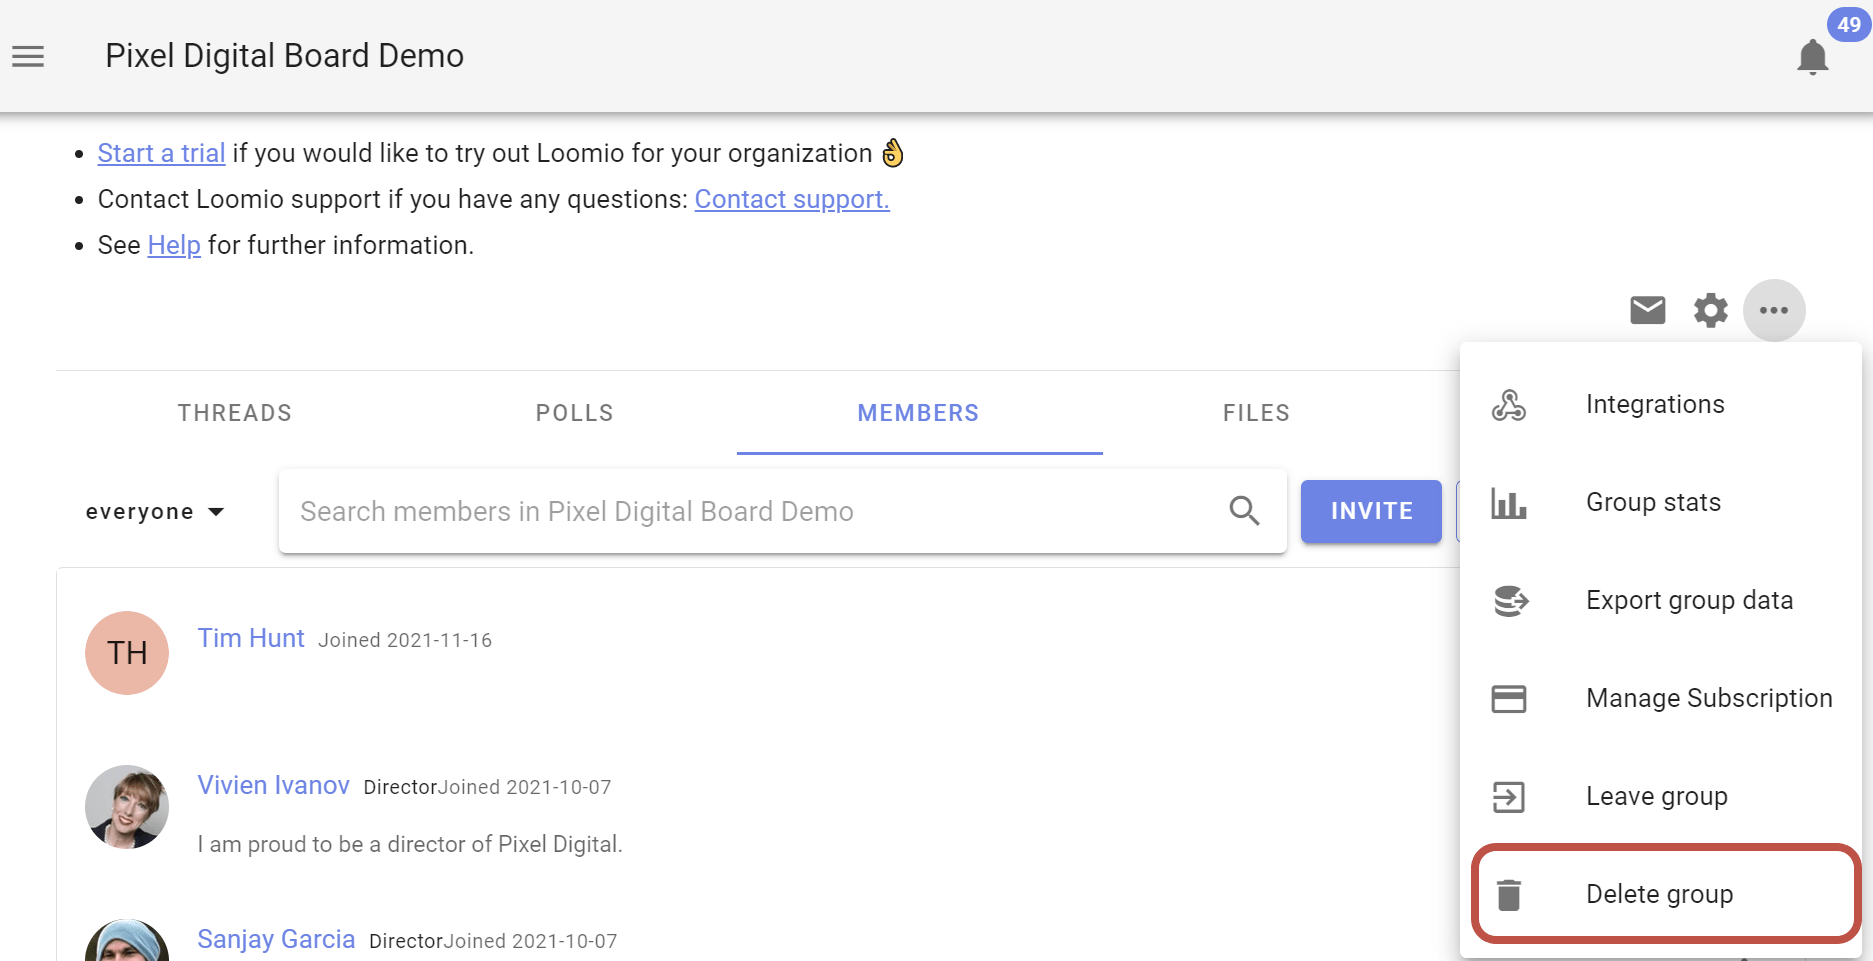 49
Pixel Digital Board Demo
Start a trial if you would like to try out Loomio for your organization 👌
Contact Loomio support if you have any questions: Contact support.
See Help for further information.
THREADS POLLS MEMBERS FILES
everyone Search members in Pixel Digital Board Demo INVITE
TH Tim Hunt Joined 2021-11-16
Vivien Ivanov DirectorJoined 2021-10-07
I am proud to be a director of Pixel Digital.
Sanjay Garcia DirectorJoined 2021-10-07
Integrations
Group stats
Export group data
Manage Subscription
Leave group
Delete group